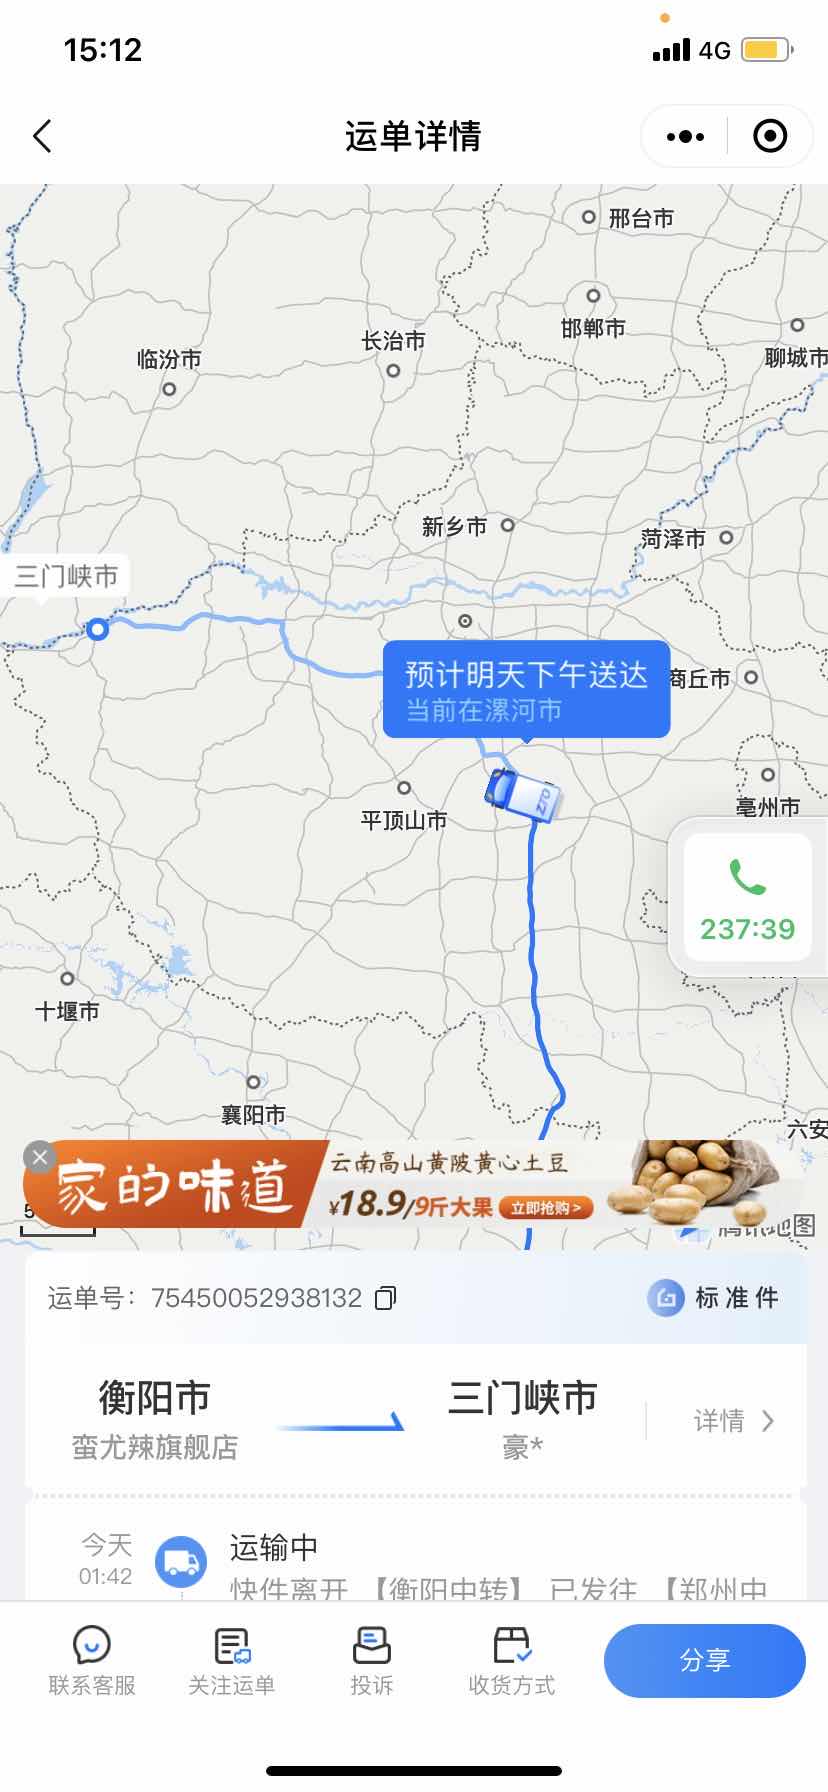 15:12
4G
运单详情
邢台市
邯郸市
长治市
聊城市
临汾市
新乡市
菏泽市
三门峡市
预计明天下午送达
商丘市
当前在漯河市
ZTO
亳州市
平顶山市
237:39
十堰市
襄阳市
六安
家的味道
云南高山黄陂黄心土豆
¥18.9/9斤大果
立即抢购>
5
腾讯地图
运单号：75450052938132
标准件
衡阳市
三门峡市
蛮尤辣旗舰店
豪*
详情
今天
01:42
运输中
快件离开 【衡阳中转】 已发往 【郑州中
联系客服
关注运单
投诉
收货方式
分享